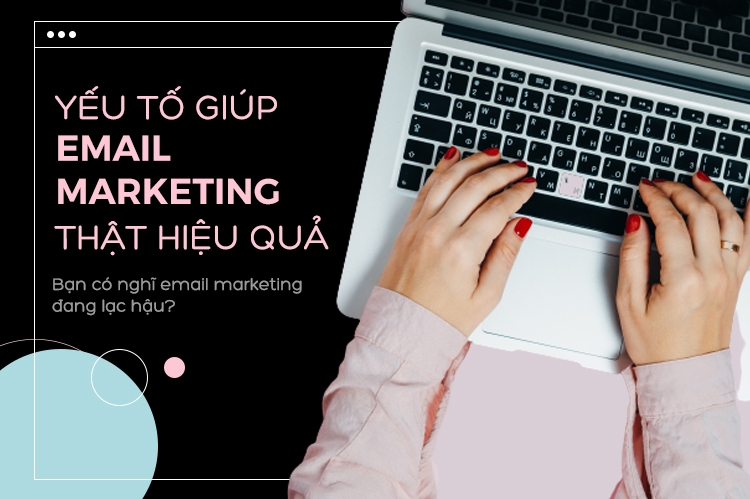 YẾU TỐ GIÚP
EMAIL
MARKETING
THẬT HIỆU QUẢ
Bạn có nghĩ email marketing
đang lạc hậu?